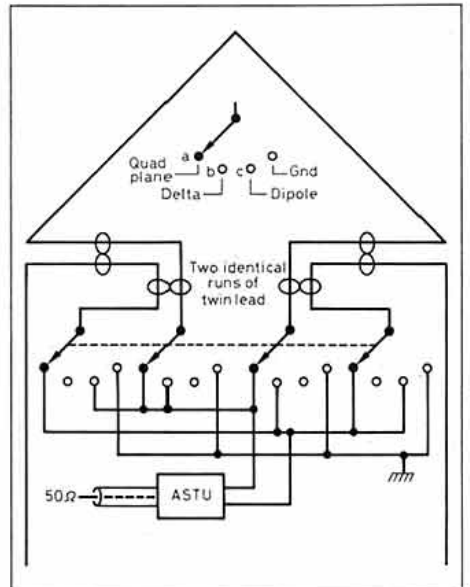 a
Quad
plane
b
c
Gnd
Delta
Dipole
Two identical
runs of
twin lead
50Ω
ASTU